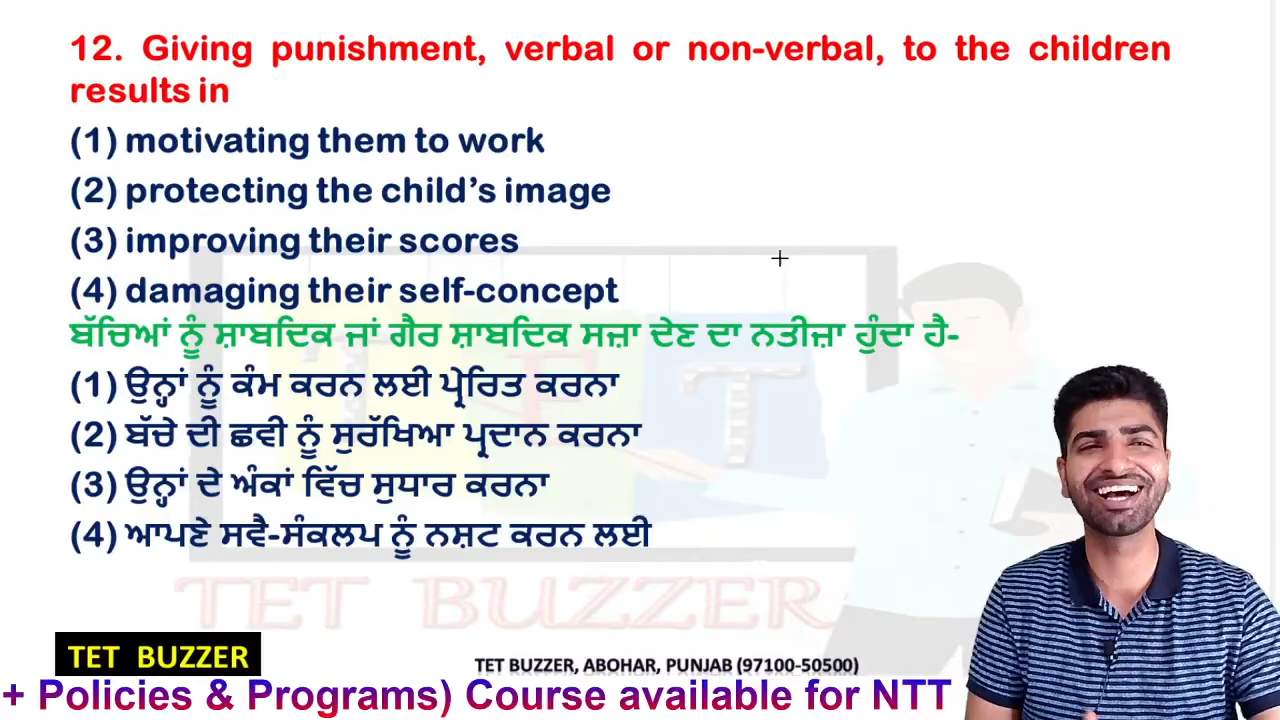 12. Giving punishment, verbal or non-verbal, to the children
results in
(1) motivating them to work
(2) protecting the child's image
(3) improving their scores
(4) damaging their self-concept
ਬੱਚਿਆਂ ਨੂੰ ਸ਼ਾਬਦਿਕ ਜਾਂ ਗੈਰ ਸ਼ਾਬਦਿਕ ਸਜ਼ਾ ਦੇਣ ਦਾ ਨਤੀਜ਼ਾ ਹੁੰਦਾ ਹੈ-
(1) ਉਨ੍ਹਾਂ ਨੂੰ ਕੰਮ ਕਰਨ ਲਈ ਪ੍ਰੇਰਿਤ ਕਰਨਾ
(2) ਬੱਚੇ ਦੀ ਛਵੀ ਨੂੰ ਸੁਰੱਖਿਆ ਪ੍ਰਦਾਨ ਕਰਨਾ
(3) ਉਨ੍ਹਾਂ ਦੇ ਅੰਕਾਂ ਵਿੱਚ ਸੁਧਾਰ ਕਰਨਾ
(4) ਆਪਣੇ ਸਵੈ-ਸੰਕਲਪ ਨੂੰ ਨਸ਼ਟ ਕਰਨ ਲਈ
T E T
TET BUZZER
TET BUZZER
TET BUZZER, ABOHAR, PUNJAB (97100-50500)
+ Policies & Programs) Course available for NTT